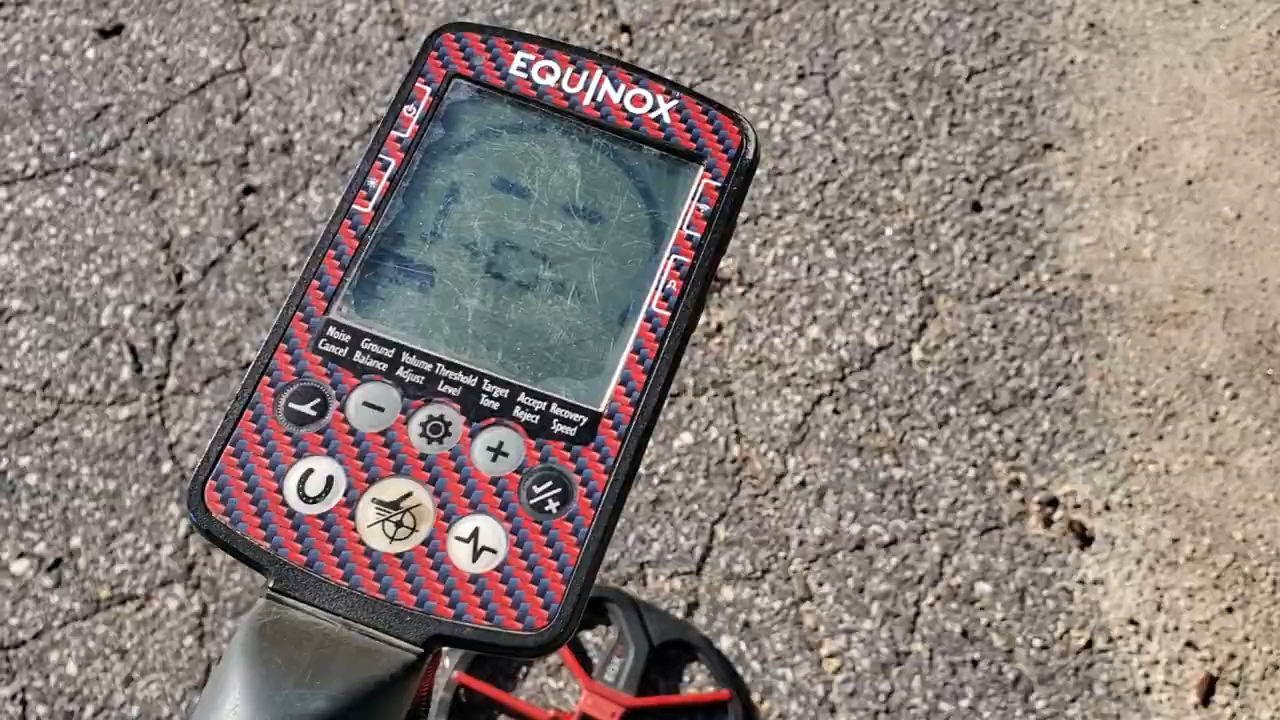 EQUINOX
Noise Cancel
Ground Balance
Volume Adjust
Threshold Level
Target Tone
Accept Reject
Recovery Speed